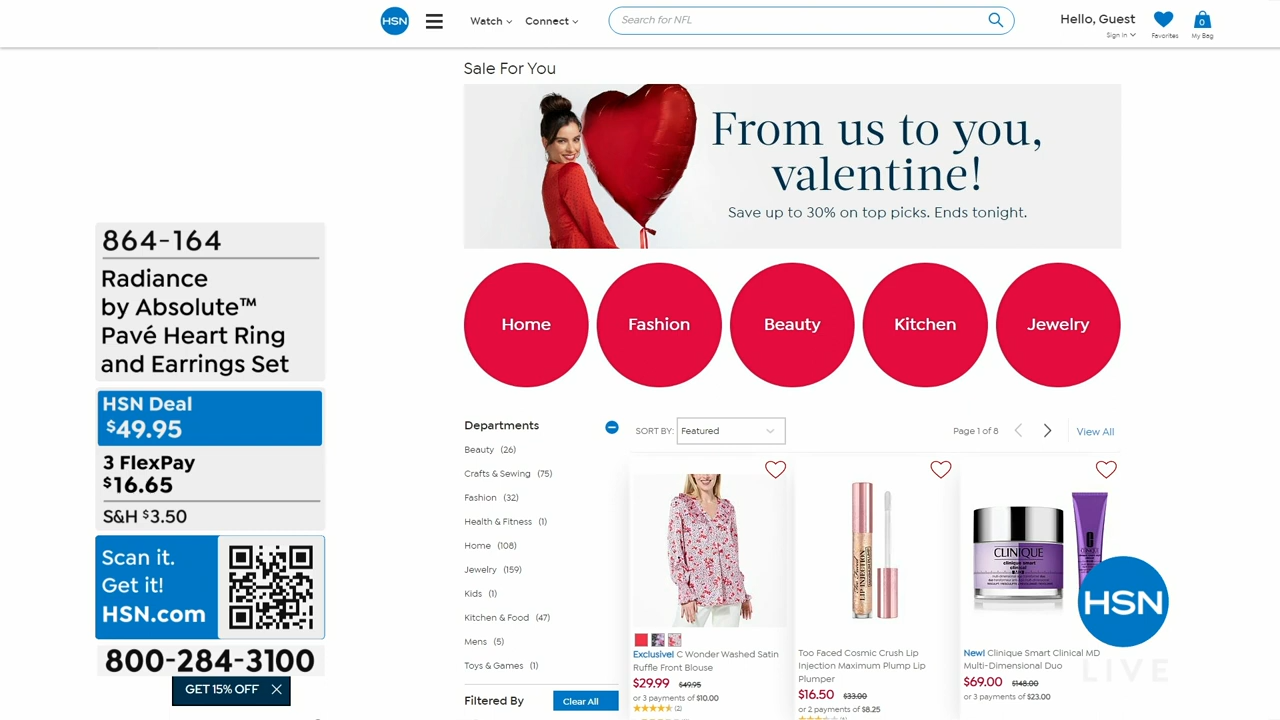 HSN
Watch
Connect
Search for NFL
Hello, Guest
Sign In
Favorites
0
My Bag
Sale For You
From us to you,
valentine!
Save up to 30% on top picks. Ends tonight.
864-164
Radiance
by Absolute™
Pavé Heart Ring
and Earrings Set
HSN Deal
$49.95
3 FlexPay
$16.65
S&H $3.50
Scan it.
Get it!
HSN.com
800-284-3100
GET 15% OFF
Home
Fashion
Beauty
Kitchen
Jewelry
Departments
Beauty (26)
Crafts & Sewing (75)
Fashion (32)
Health & Fitness (1)
Home (108)
Jewelry (159)
Kids (1)
Kitchen & Food (47)
Mens (5)
Toys & Games (1)
Filtered By
Clear All
SORT BY: Featured
Page 1 of 8
View All
Exclusive! C Wonder Washed Satin
Ruffle Front Blouse
$29.99 $49.95
or 3 payments of $10.00
(2)
LIP INJECTION
Too Faced Cosmic Crush Lip
Injection Maximum Plump Lip
Plumper
$16.50 $33.00
or 2 payments of $8.25
CLINIQUE
clinique smart
clinical
New! Clinique Smart Clinical MD
Multi-Dimensional Duo
$69.00 $148.00
or 3 payments of $23.00
HSN
LIVE